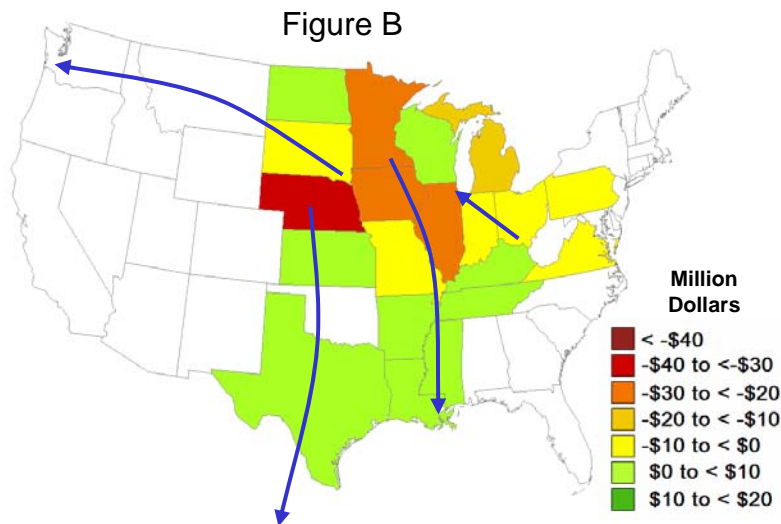 Figure B
Million
Dollars
< -$40
-$40 to <-$30
-$30 to < -$20
-$20 to < -$10
-$10 to < $0
$0 to < $10
$10 to < $20